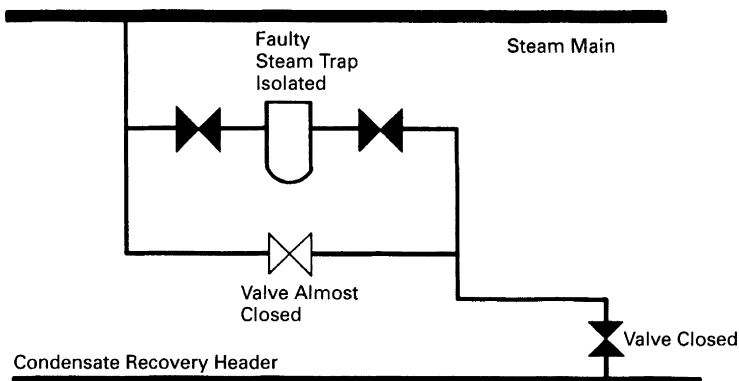 Faulty
Steam Trap
Isolated
Steam Main
Valve Almost
Closed
Valve Closed
Condensate Recovery Header